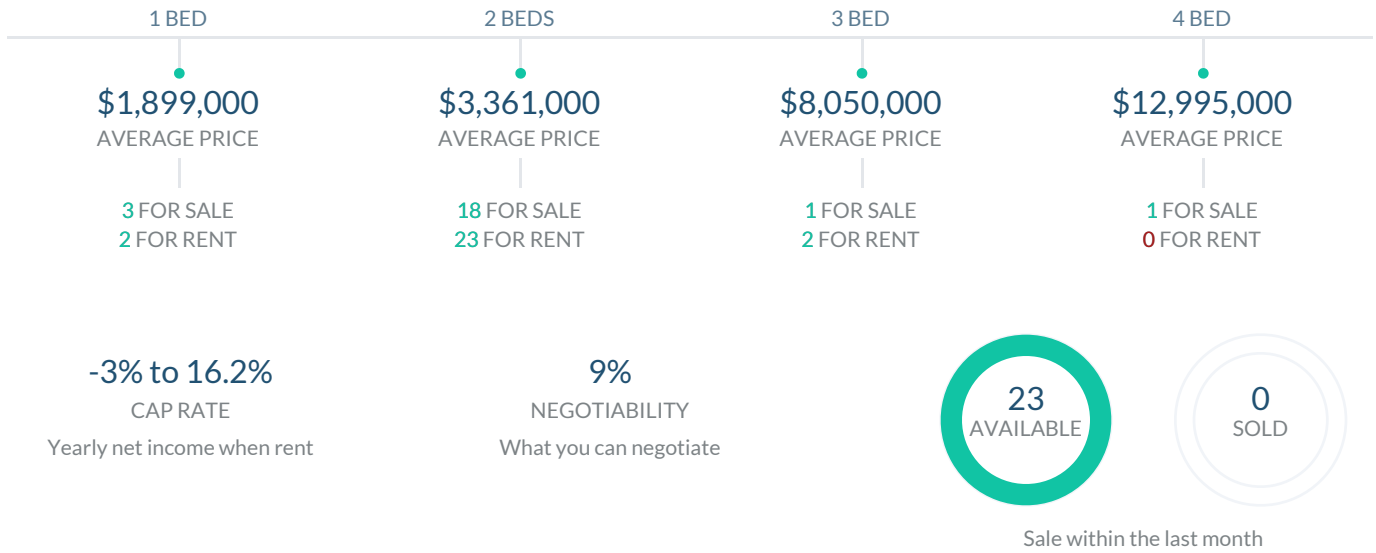 1 BED
2 BEDS
3 BED
4 BED
$1,899,000
$3,361,000
$8,050,000
$12,995,000
AVERAGE PRICE
AVERAGE PRICE
AVERAGE PRICE
AVERAGE PRICE
3 FOR SALE
18 FOR SALE
1 FOR SALE
1 FOR SALE
2 FOR RENT
23 FOR RENT
2 FOR RENT
0 FOR RENT
-3% to 16.2%
CAP RATE
Yearly net income when rent
9%
NEGOTIABILITY
What you can negotiate
23
AVAILABLE
0
SOLD
Sale within the last month